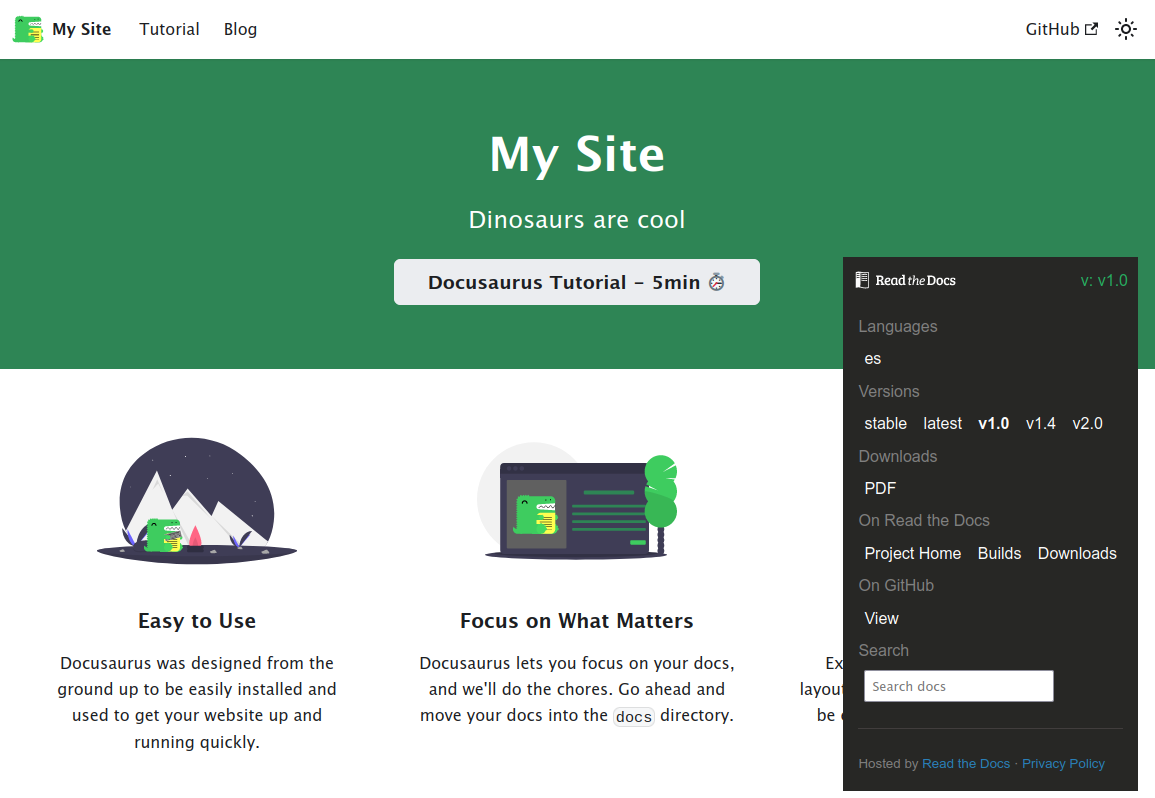 My Site
Tutorial
Blog
GitHub
My Site
Dinosaurs are cool
Docusaurus Tutorial - 5min ⏱️
Easy to Use
Docusaurus was designed from the
ground up to be easily installed and
used to get your website up and
running quickly.
Focus on What Matters
Docusaurus lets you focus on your docs,
and we'll do the chores. Go ahead and
move your docs into the docs directory.
Ex
layou
be
Read the Docs
v: v1.0
Languages
es
Versions
stable latest v1.0 v1.4 v2.0
Downloads
PDF
On Read the Docs
Project Home Builds Downloads
On GitHub
View
Search
Search docs
Hosted by Read the Docs · Privacy Policy